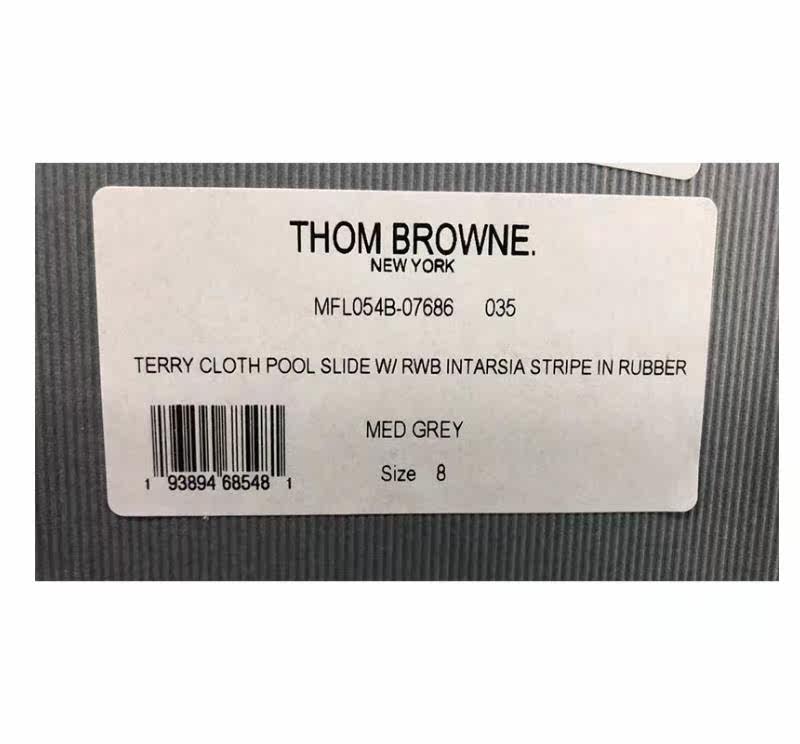 THOM BROWNE.
NEW YORK
MFL054B-07686 035
TERRY CLOTH POOL SLIDE W/ RWB INTARSIA STRIPE IN RUBBER
MED GREY
Size 8
1 93894 68548 1